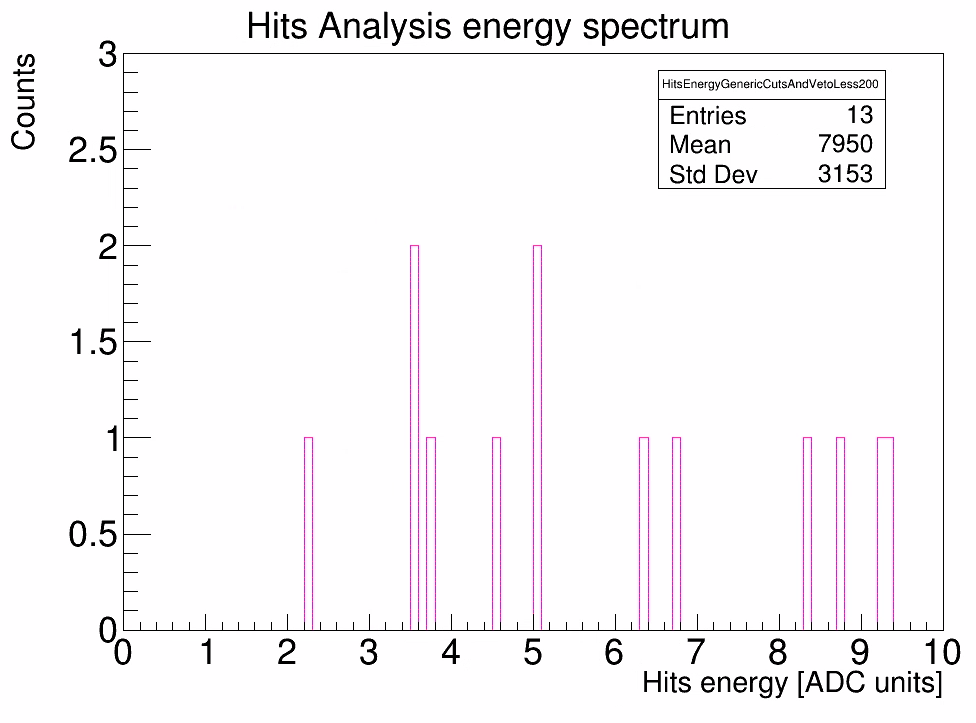 Hits Analysis energy spectrum
Counts
HitsEnergyGenericCutsAndVetoLess200
Entries 13
Mean 7950
Std Dev 3153
3
2.5
2
1.5
1
0.5
0
0 1 2 3 4 5 6 7 8 9 10
Hits energy [ADC units]